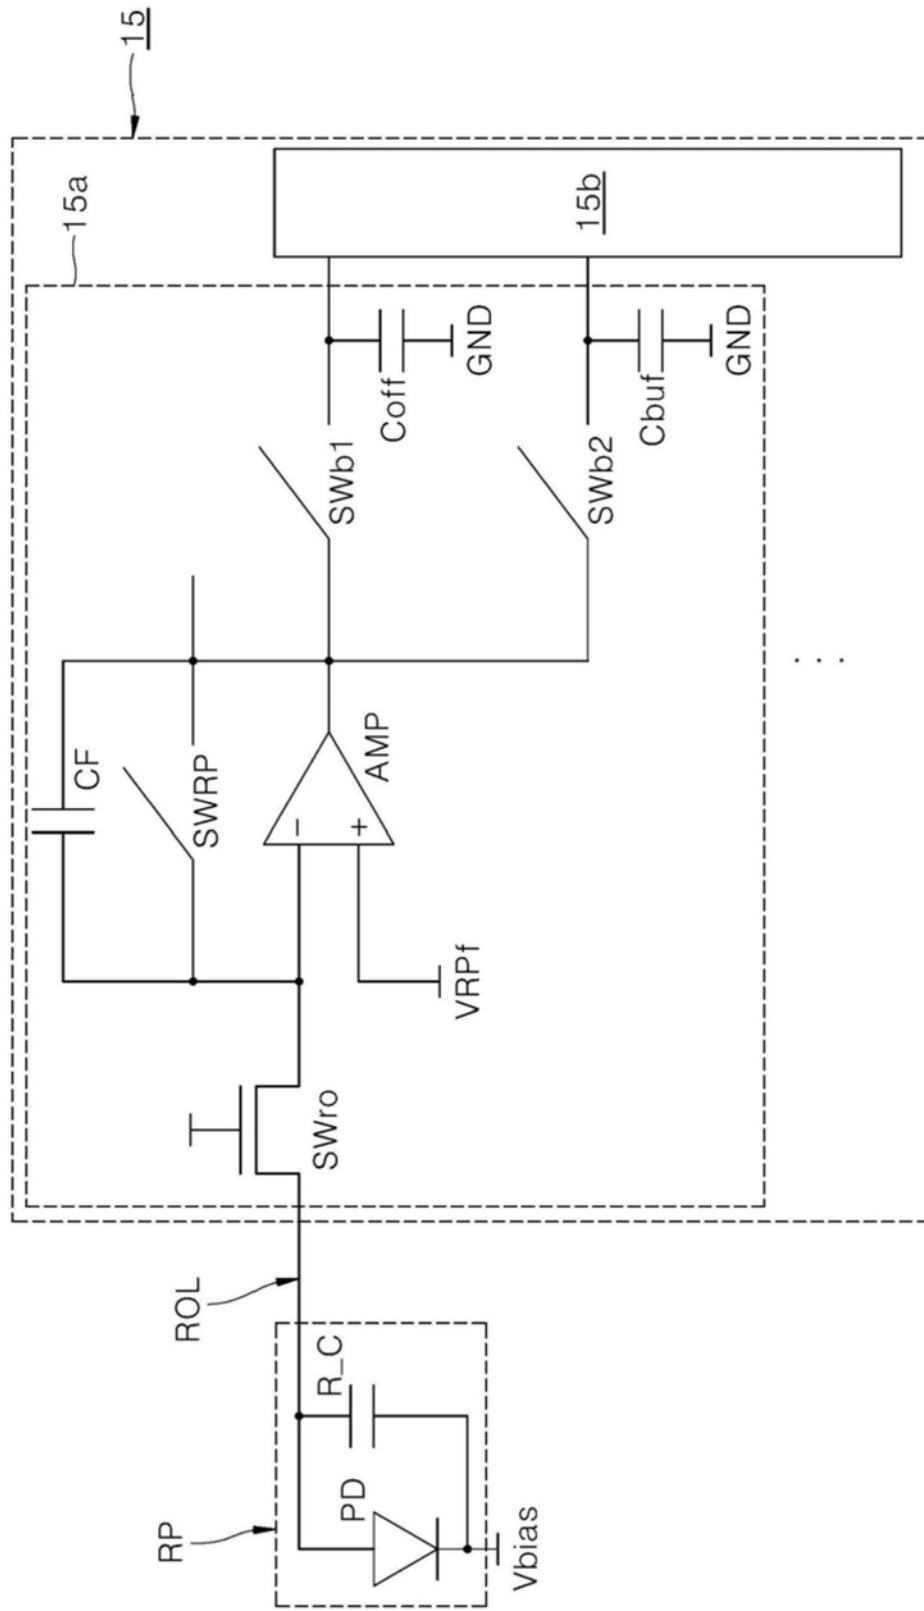 15
15a
15b
CF
SWRP
AMP
−
+
VRPf
SWro
SWb1
SWb2
Coff
GND
Cbuf
GND
ROL
RP
R_C
PD
Vbias
. . .